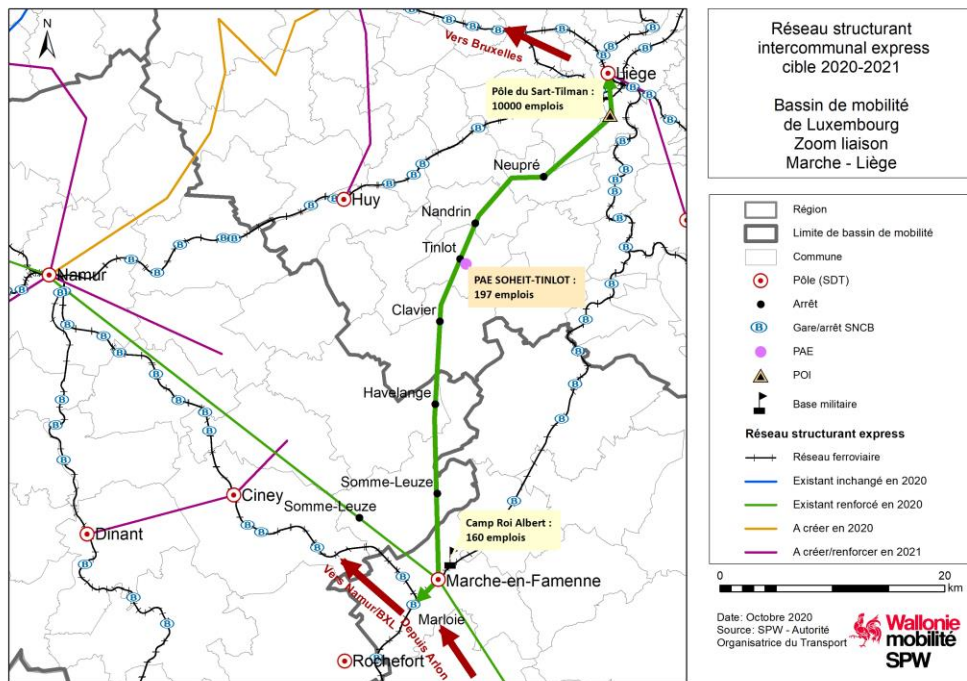 N
Vers Bruxelles
Liège
Pôle du Sart-Tilman :
10000 emplois
Neupré
Huy
Nandrin
Tinlot
Namur
PAE SOHEIT-TINLOT :
197 emplois
Clavier
Havelange
Somme-Leuze
Ciney
Somme-Leuze
Camp Roi Albert :
160 emplois
Dinant
Marche-en-Famenne
Vers Namur/BXL
Depuis Arlon
Marloie
Rochefort
Réseau structurant
intercommunal express
cible 2020-2021
Bassin de mobilité
de Luxembourg
Zoom liaison
Marche - Liège
Région
Limite de bassin de mobilité
Commune
Pôle (SDT)
Arrêt
B Gare/arrêt SNCB
PAE
POI
Base militaire
Réseau structurant express
Réseau ferroviaire
Existant inchangé en 2020
Existant renforcé en 2020
A créer en 2020
A créer/renforcer en 2021
0 20
km
Date: Octobre 2020
Source: SPW - Autorité
Organisatrice du Transport
Wallonie
mobilité
SPW